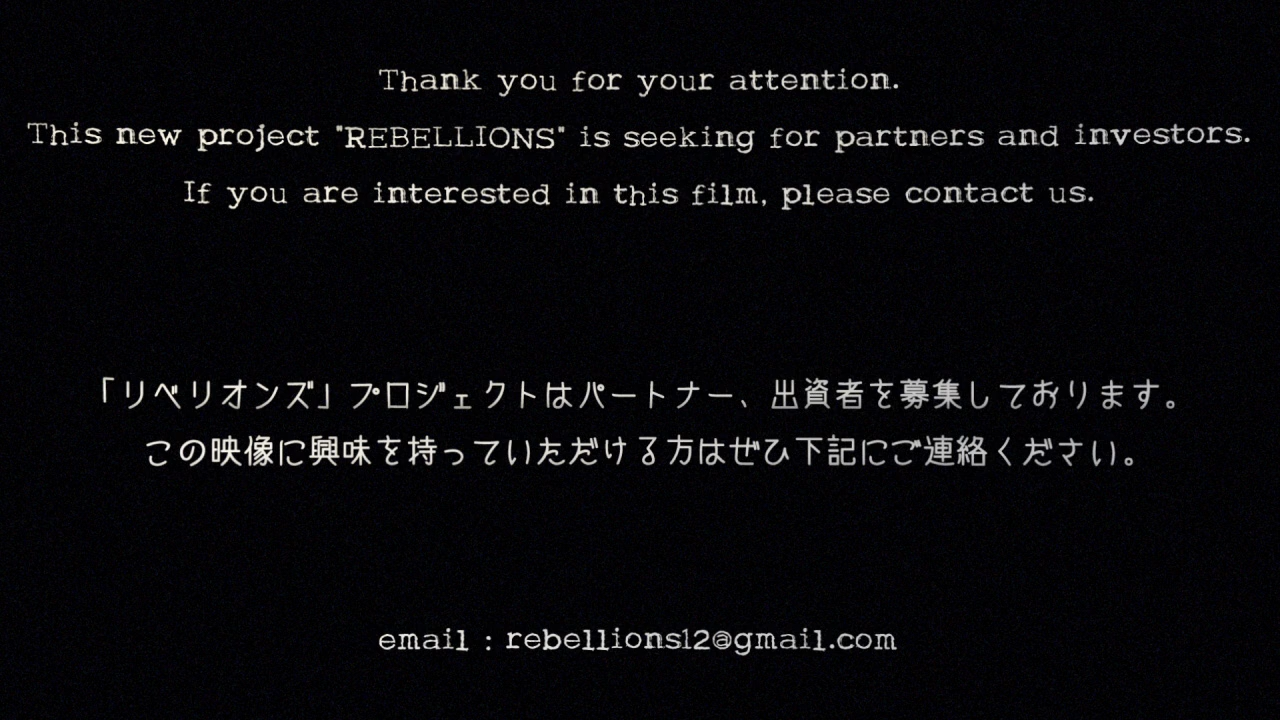 Thank you for your attention.
This new project "REBELLIONS" is seeking for partners and investors.
If you are interested in this film, please contact us.
「リベリオンズ」プロジェクトはパートナー、出資者を募集しております。
この映像に興味を持っていただける方はぜひ下記にご連絡ください。
email : rebellions12@gmail.com